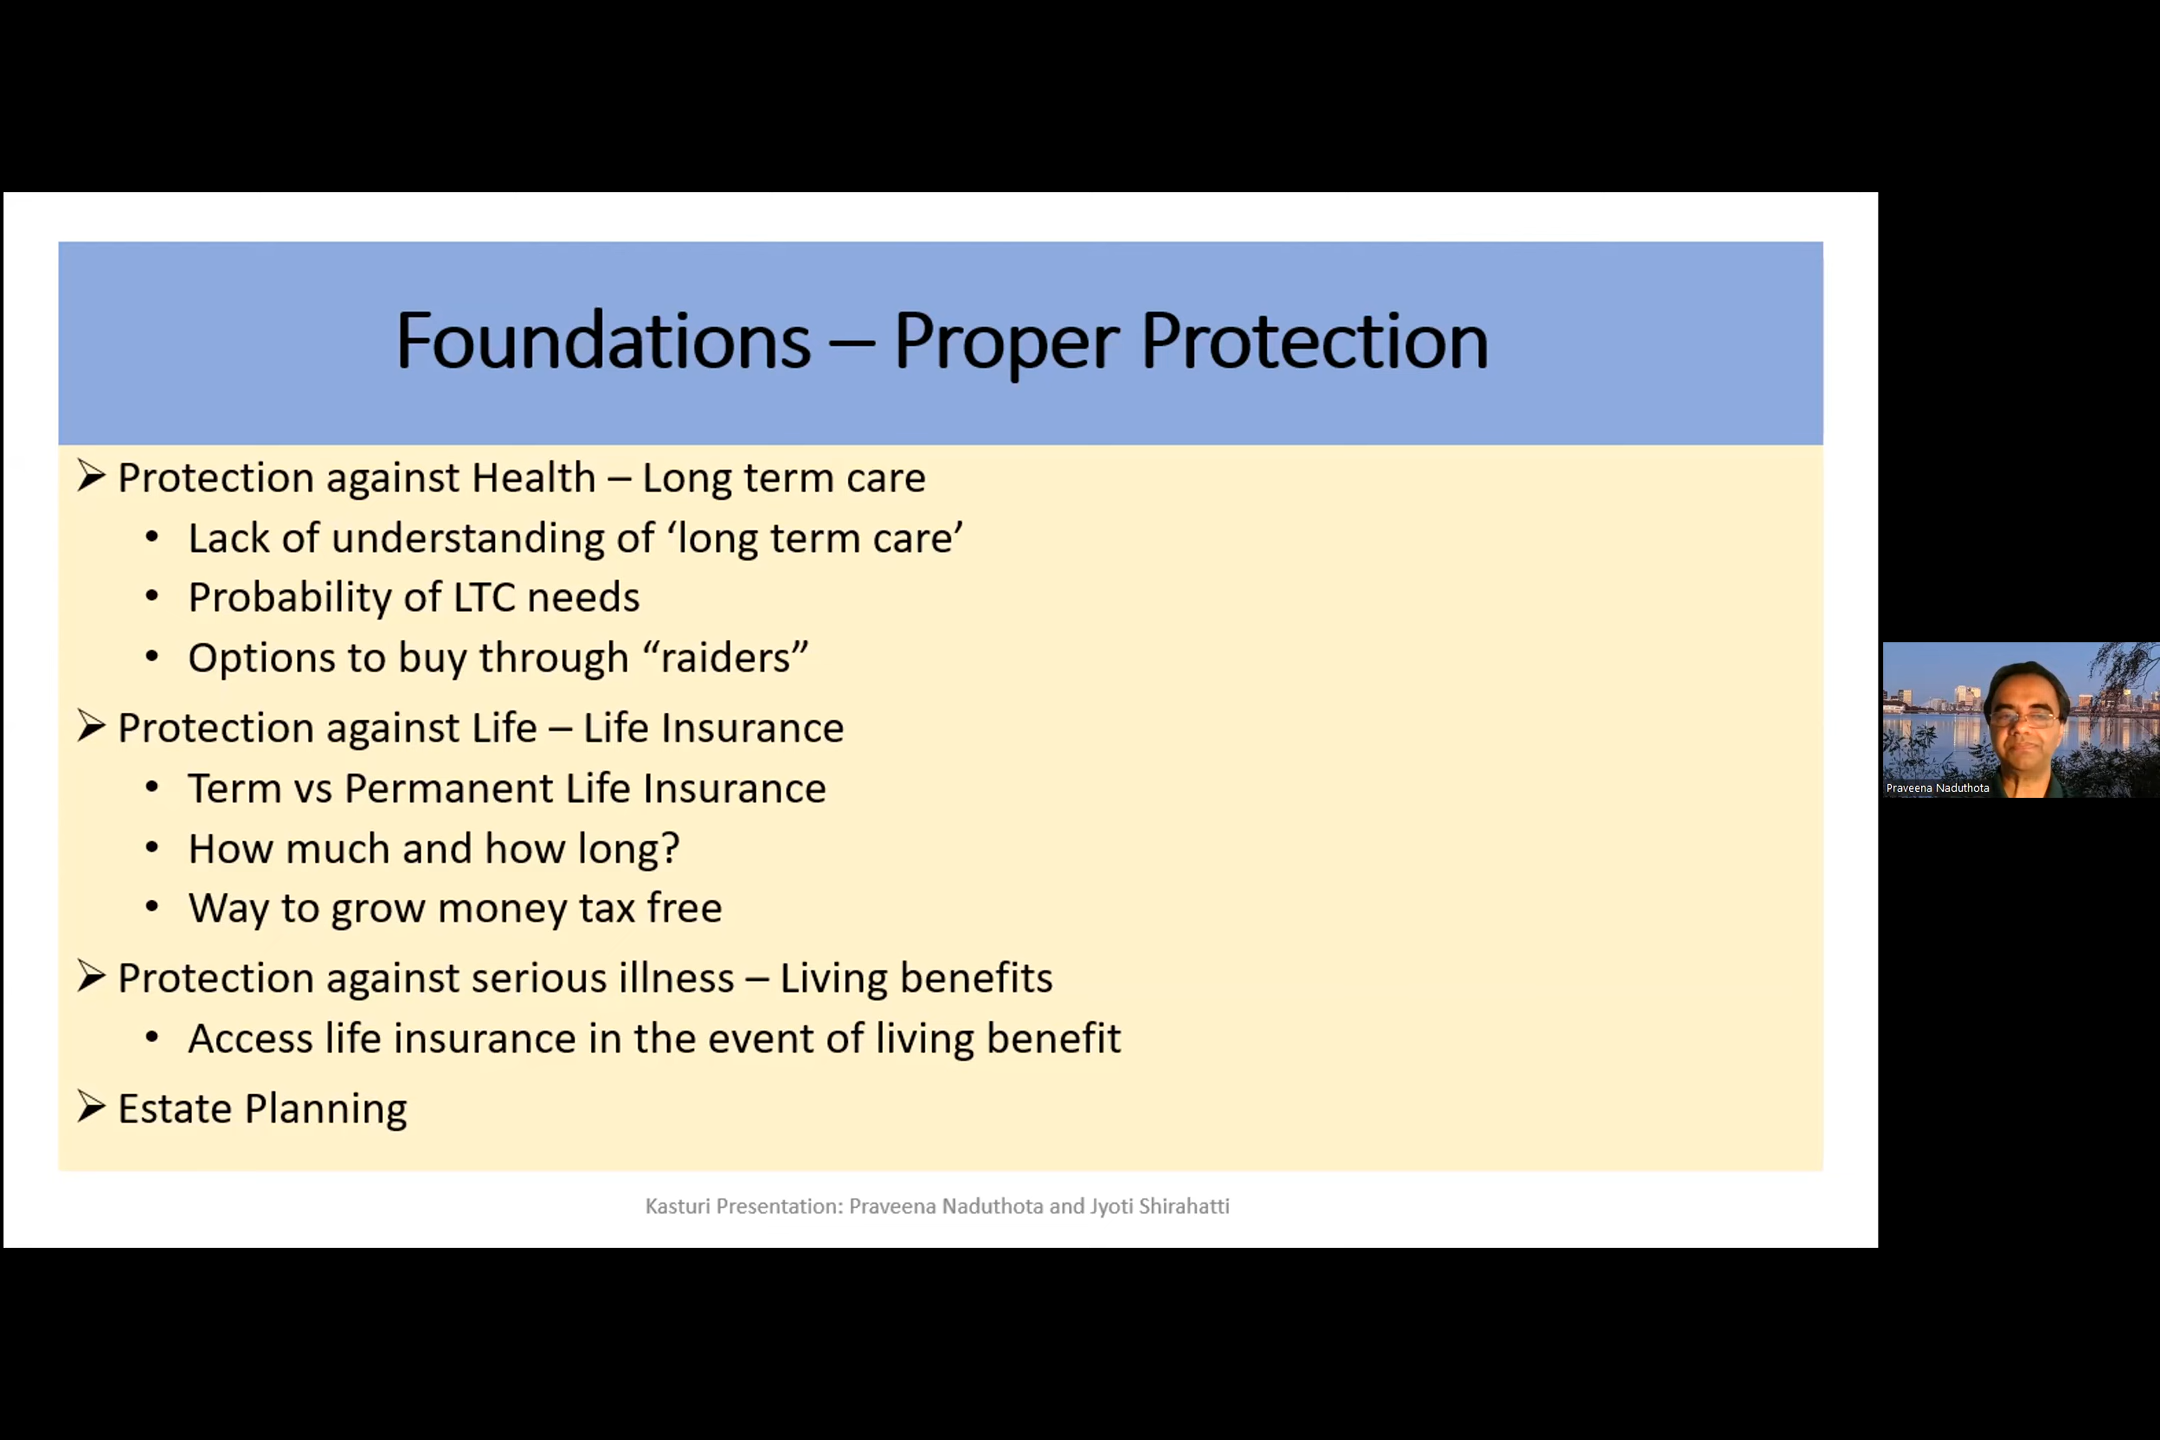 Foundations – Proper Protection
➢ Protection against Health – Long term care
• Lack of understanding of ‘long term care’
• Probability of LTC needs
• Options to buy through “raiders”
➢ Protection against Life – Life Insurance
• Term vs Permanent Life Insurance
• How much and how long?
• Way to grow money tax free
➢ Protection against serious illness – Living benefits
• Access life insurance in the event of living benefit
➢ Estate Planning
Kasturi Presentation: Praveena Naduthota and Jyoti Shirahatti
Praveena Naduthota